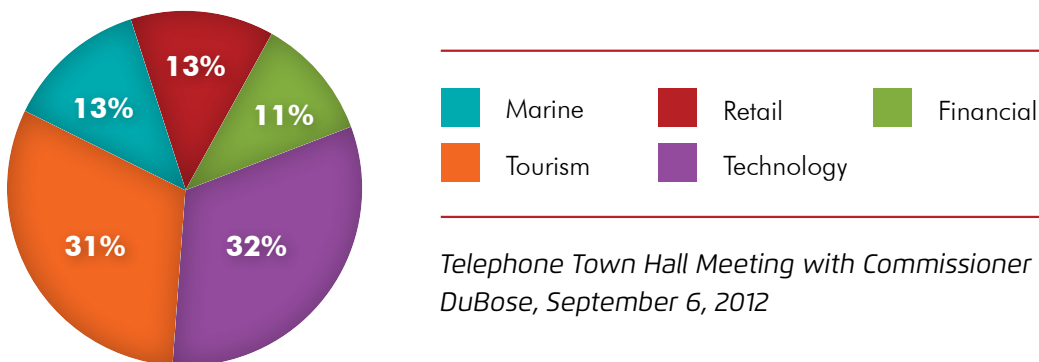 13%
13%
11%
31%
32%
Marine
Retail
Financial
Tourism
Technology
Telephone Town Hall Meeting with Commissioner
DuBose, September 6, 2012